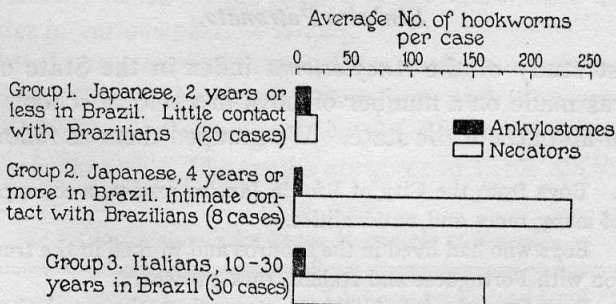 Average No. of hookworms
per case
0 50 100 150 200 250
Group 1. Japanese, 2 years or
less in Brazil. Little contact
with Brazilians (20 cases)
Ankylostomes
Necators
Group 2. Japanese, 4 years or
more in Brazil. Intimate con-
tact with Brazilians (8 cases)
Group 3. Italians, 10-30
years in Brazil (30 cases)